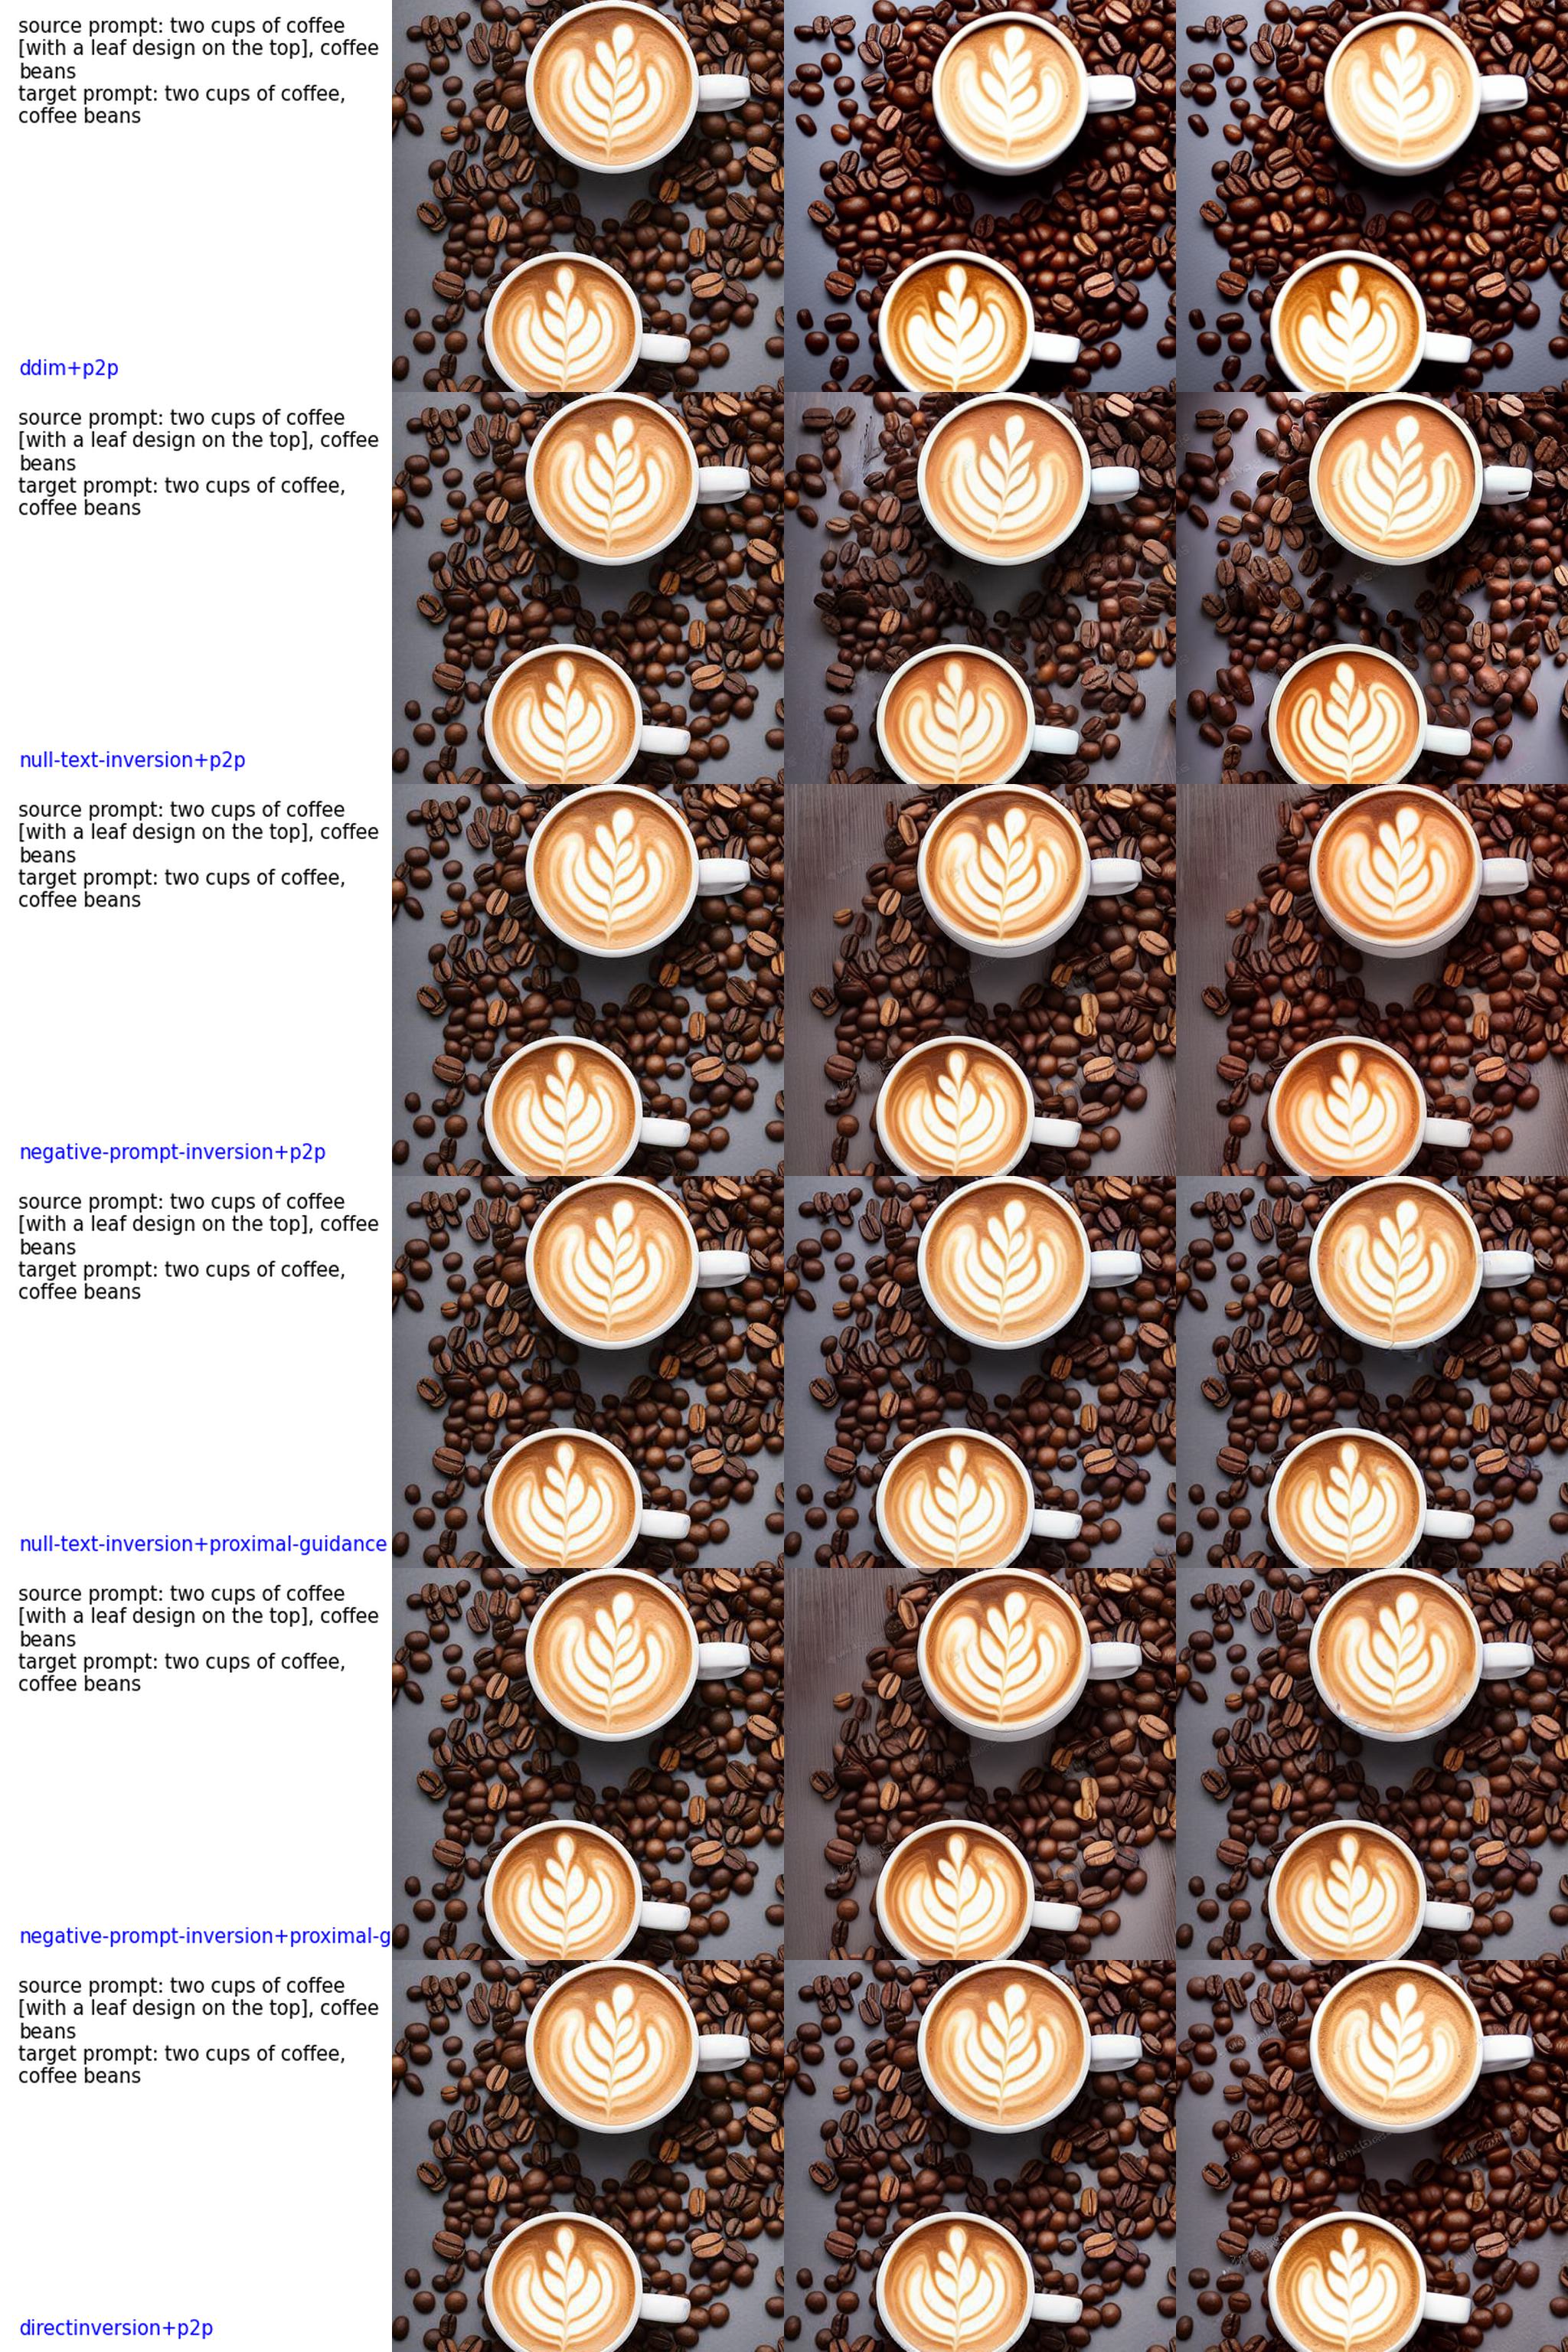 source prompt: two cups of coffee
[with a leaf design on the top], coffee
beans
target prompt: two cups of coffee,
coffee beans
ddim+p2p
source prompt: two cups of coffee
[with a leaf design on the top], coffee
beans
target prompt: two cups of coffee,
coffee beans
null-text-inversion+p2p
source prompt: two cups of coffee
[with a leaf design on the top], coffee
beans
target prompt: two cups of coffee,
coffee beans
negative-prompt-inversion+p2p
source prompt: two cups of coffee
[with a leaf design on the top], coffee
beans
target prompt: two cups of coffee,
coffee beans
null-text-inversion+proximal-guidance
source prompt: two cups of coffee
[with a leaf design on the top], coffee
beans
target prompt: two cups of coffee,
coffee beans
negative-prompt-inversion+proximal-g
source prompt: two cups of coffee
[with a leaf design on the top], coffee
beans
target prompt: two cups of coffee,
coffee beans
directinversion+p2p